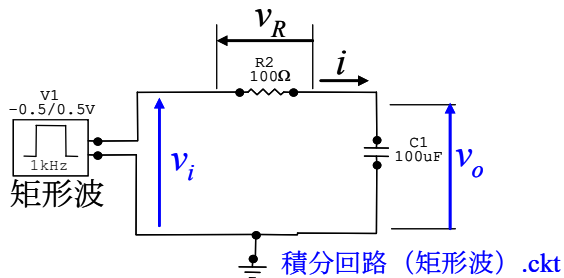 v_R
R2
100Ω
i
V1
-0.5/0.5V
1kHz
矩形波
v_i
C1
100uF
v_o
積分回路（矩形波）.ckt